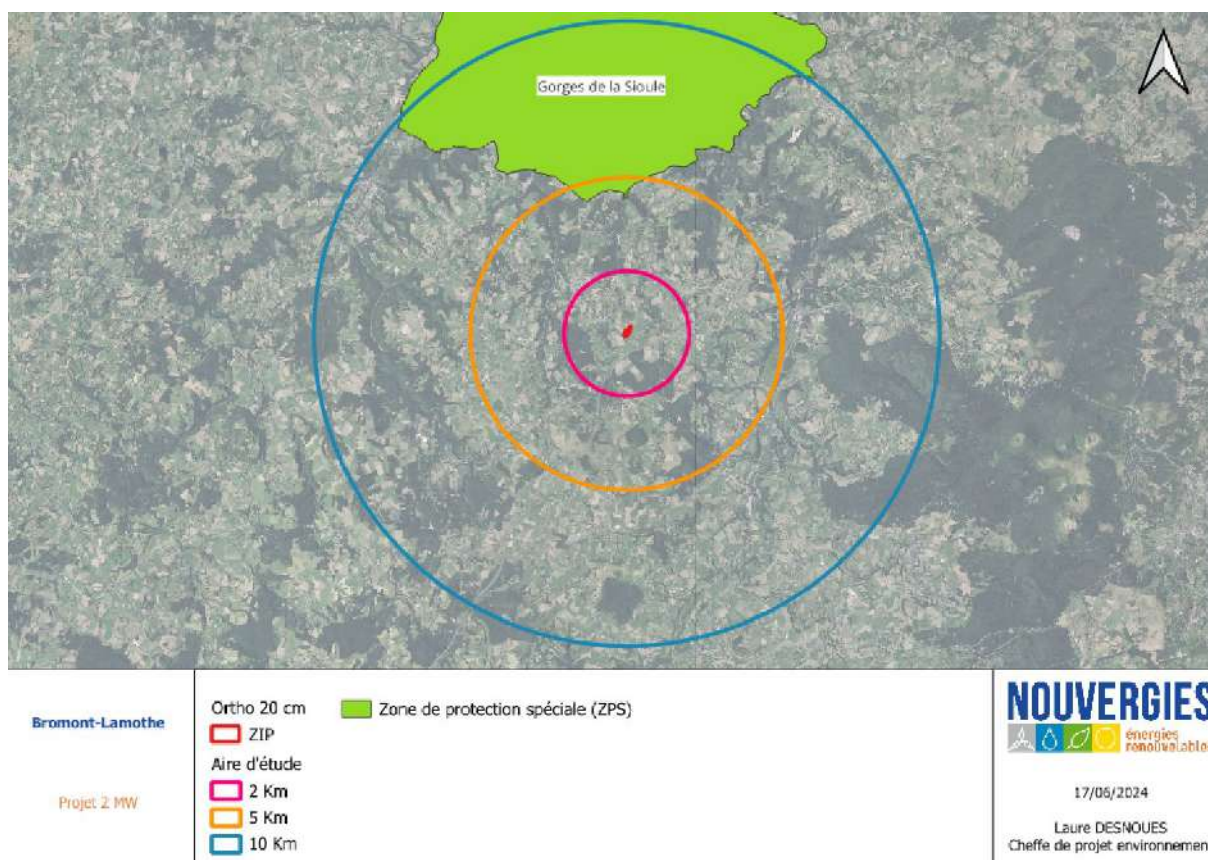 Gorges de la Sioule
Bromont-Lamothe
Projet 2 MW
Ortho 20 cm
ZIP
Aire d'étude
2 Km
5 Km
10 Km
Zone de protection spéciale (ZPS)
NOUVERGIES
énergies
renouvelable
17/06/2024
Laure DESNOUES
Cheffe de projet environnemen